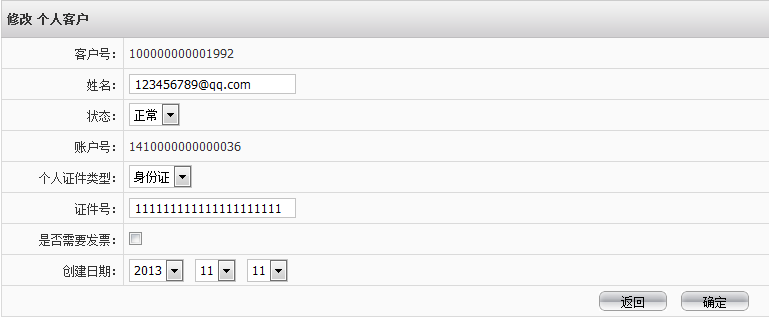 修改 个人客户
客户号： 100000000001992
姓名： 123456789@qq.com
状态： 正常
账户号： 1410000000000036
个人证件类型： 身份证
证件号： 111111111111111111111
是否需要发票：
创建日期： 2013 11 11
返回 确定